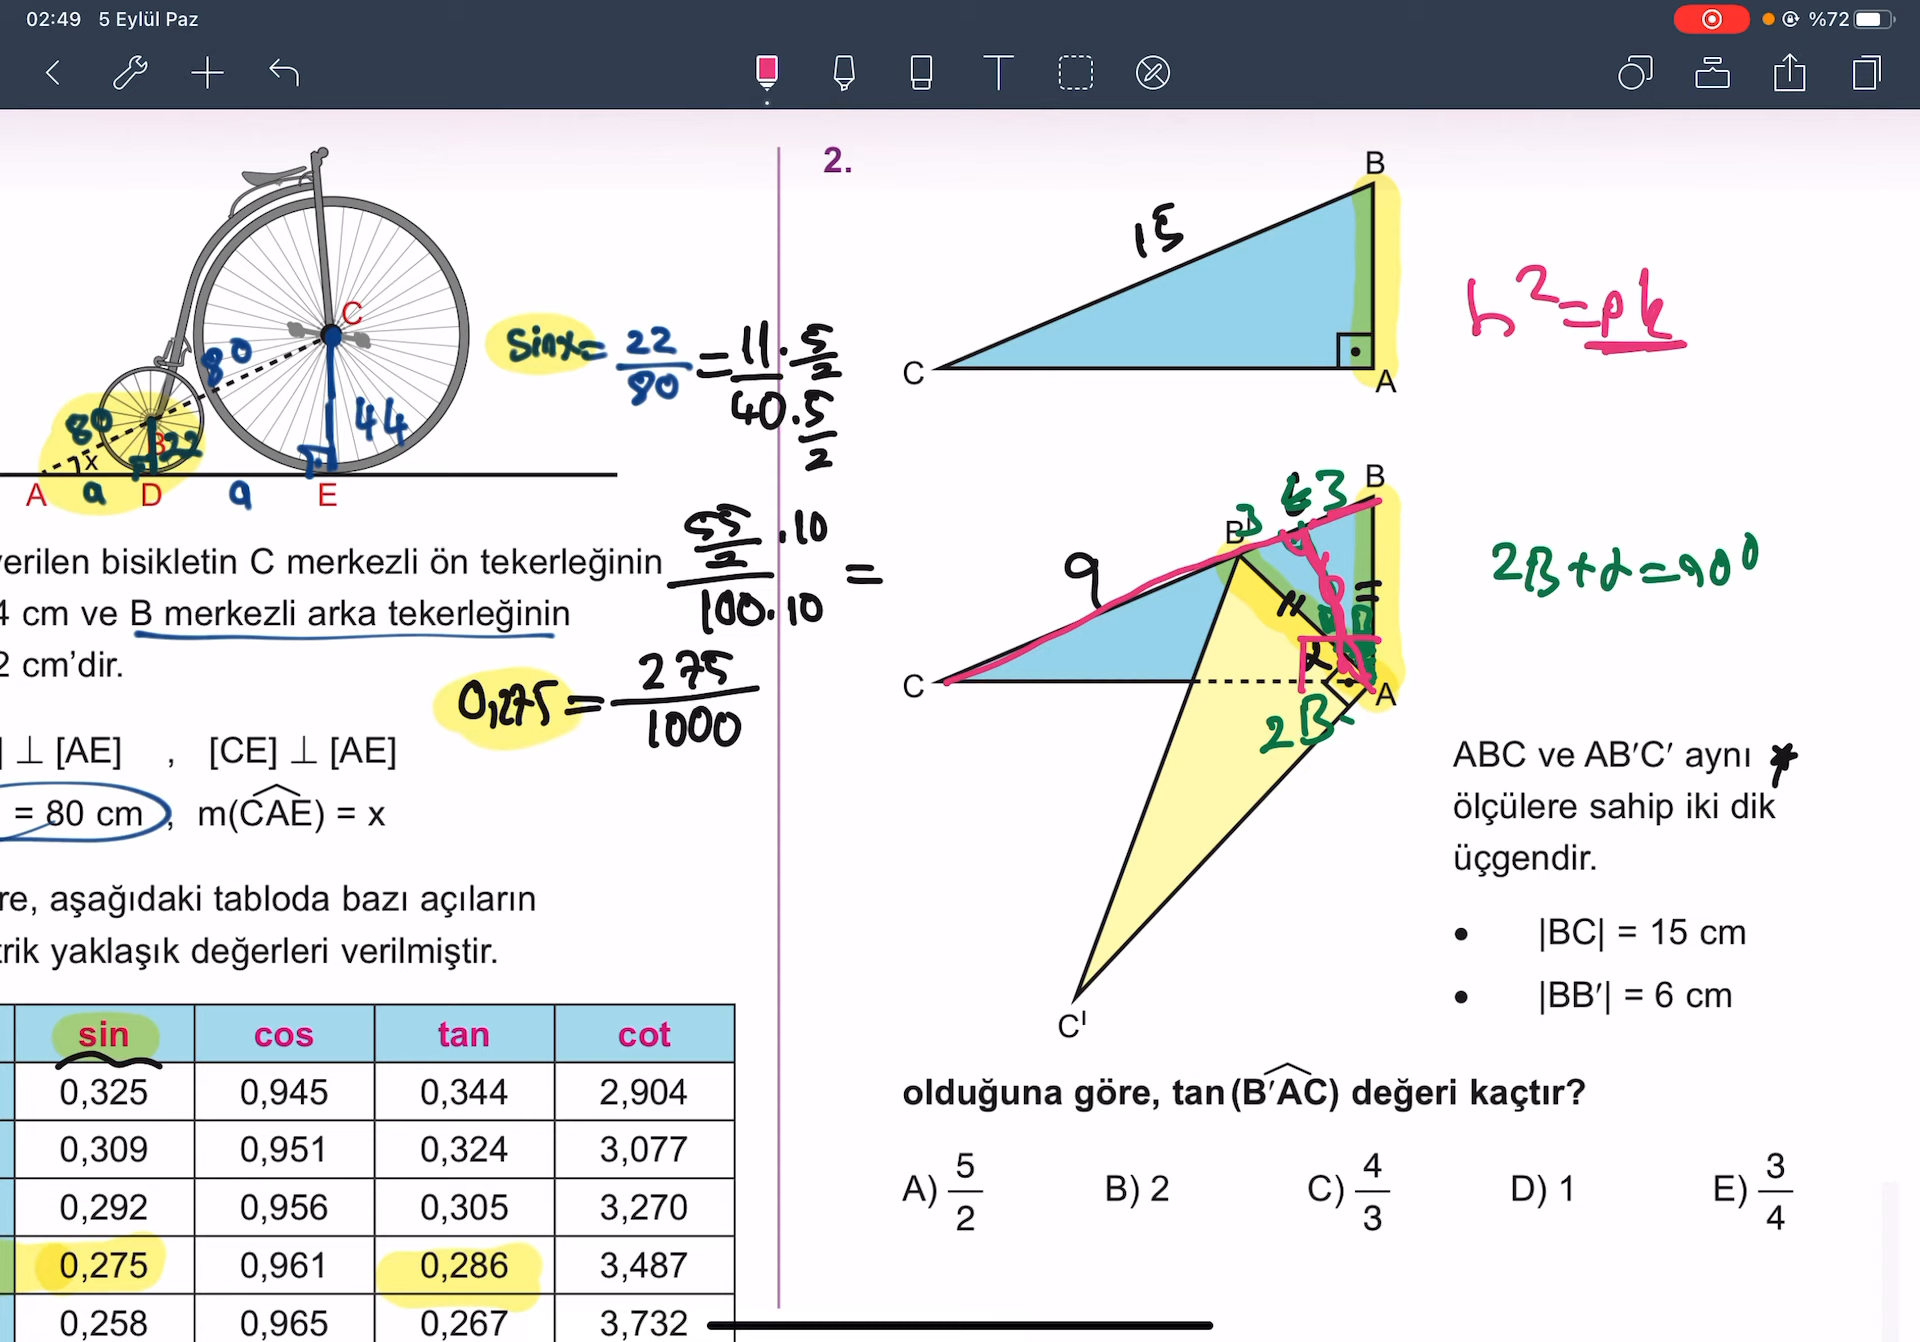 02:49 5 Eylül Paz
%72
C
80
80
22
44
B
x
A a D a E
sinx = 22/80 = 11·5/2 / 40·5/2
55/2 · 10 / 100·10 =
0,275 = 275/1000
verilen bisikletin C merkezli ön tekerleğinin
4 cm ve B merkezli arka tekerleğinin
2 cm'dir.
] ⊥ [AE] , [CE] ⊥ [AE]
= 80 cm , m(CAE) = x
re, aşağıdaki tabloda bazı açıların
trik yaklaşık değerleri verilmiştir.
sin cos tan cot
0,325 0,945 0,344 2,904
0,309 0,951 0,324 3,077
0,292 0,956 0,305 3,270
0,275 0,961 0,286 3,487
0,258 0,965 0,267 3,732
2.
B
15
C
A
h² = pk
B
3
3
B'
9
α
C
A
2B
C'
2B + α = 90°
ABC ve AB'C' aynı
ölçülere sahip iki dik
üçgendir.
• |BC| = 15 cm
• |BB'| = 6 cm
olduğuna göre, tan(B'AC) değeri kaçtır?
A) 5/2 B) 2 C) 4/3 D) 1 E) 3/4